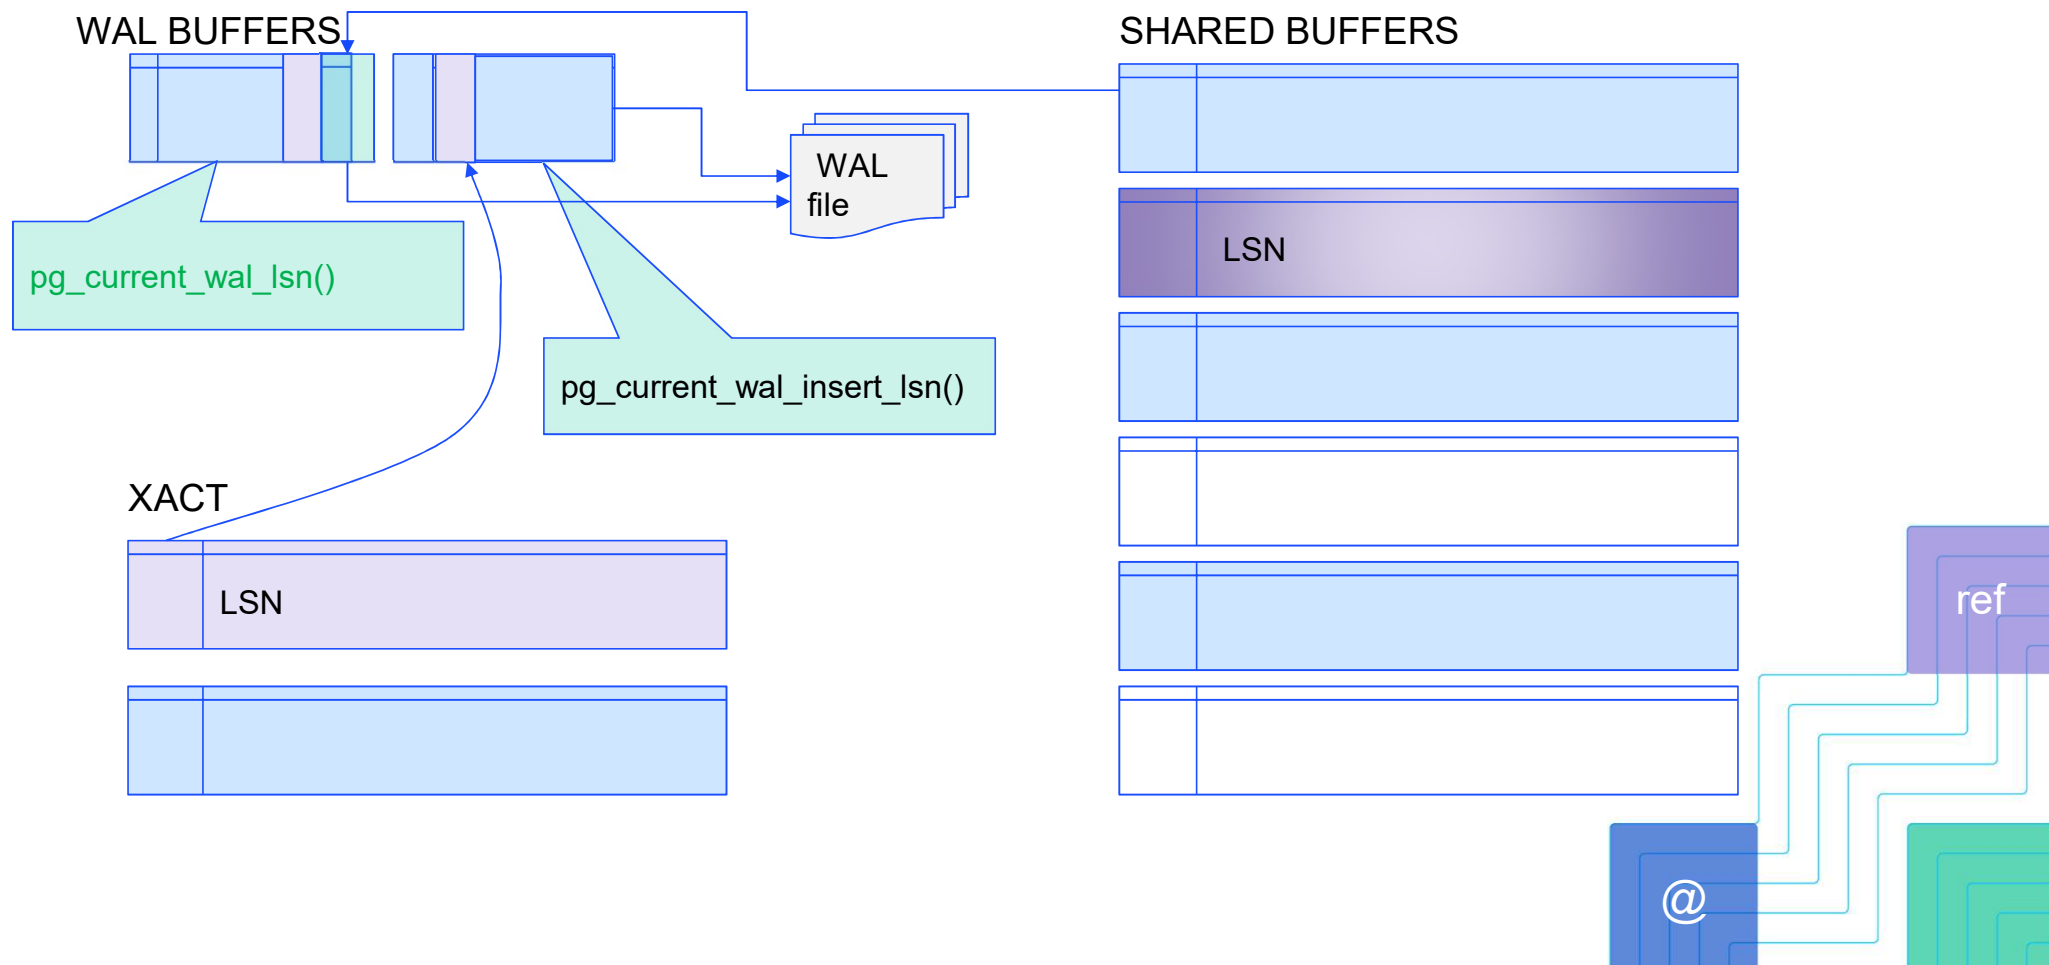 WAL BUFFERS
SHARED BUFFERS
WAL
file
LSN
pg_current_wal_lsn()
pg_current_wal_insert_lsn()
XACT
LSN
ref
@